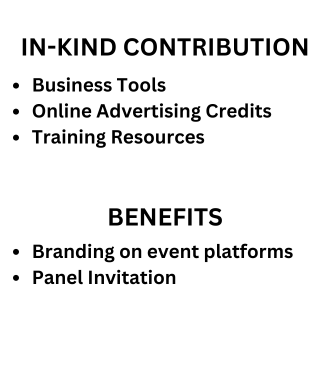 IN-KIND CONTRIBUTION
• Business Tools
• Online Advertising Credits
• Training Resources
BENEFITS
• Branding on event platforms
• Panel Invitation